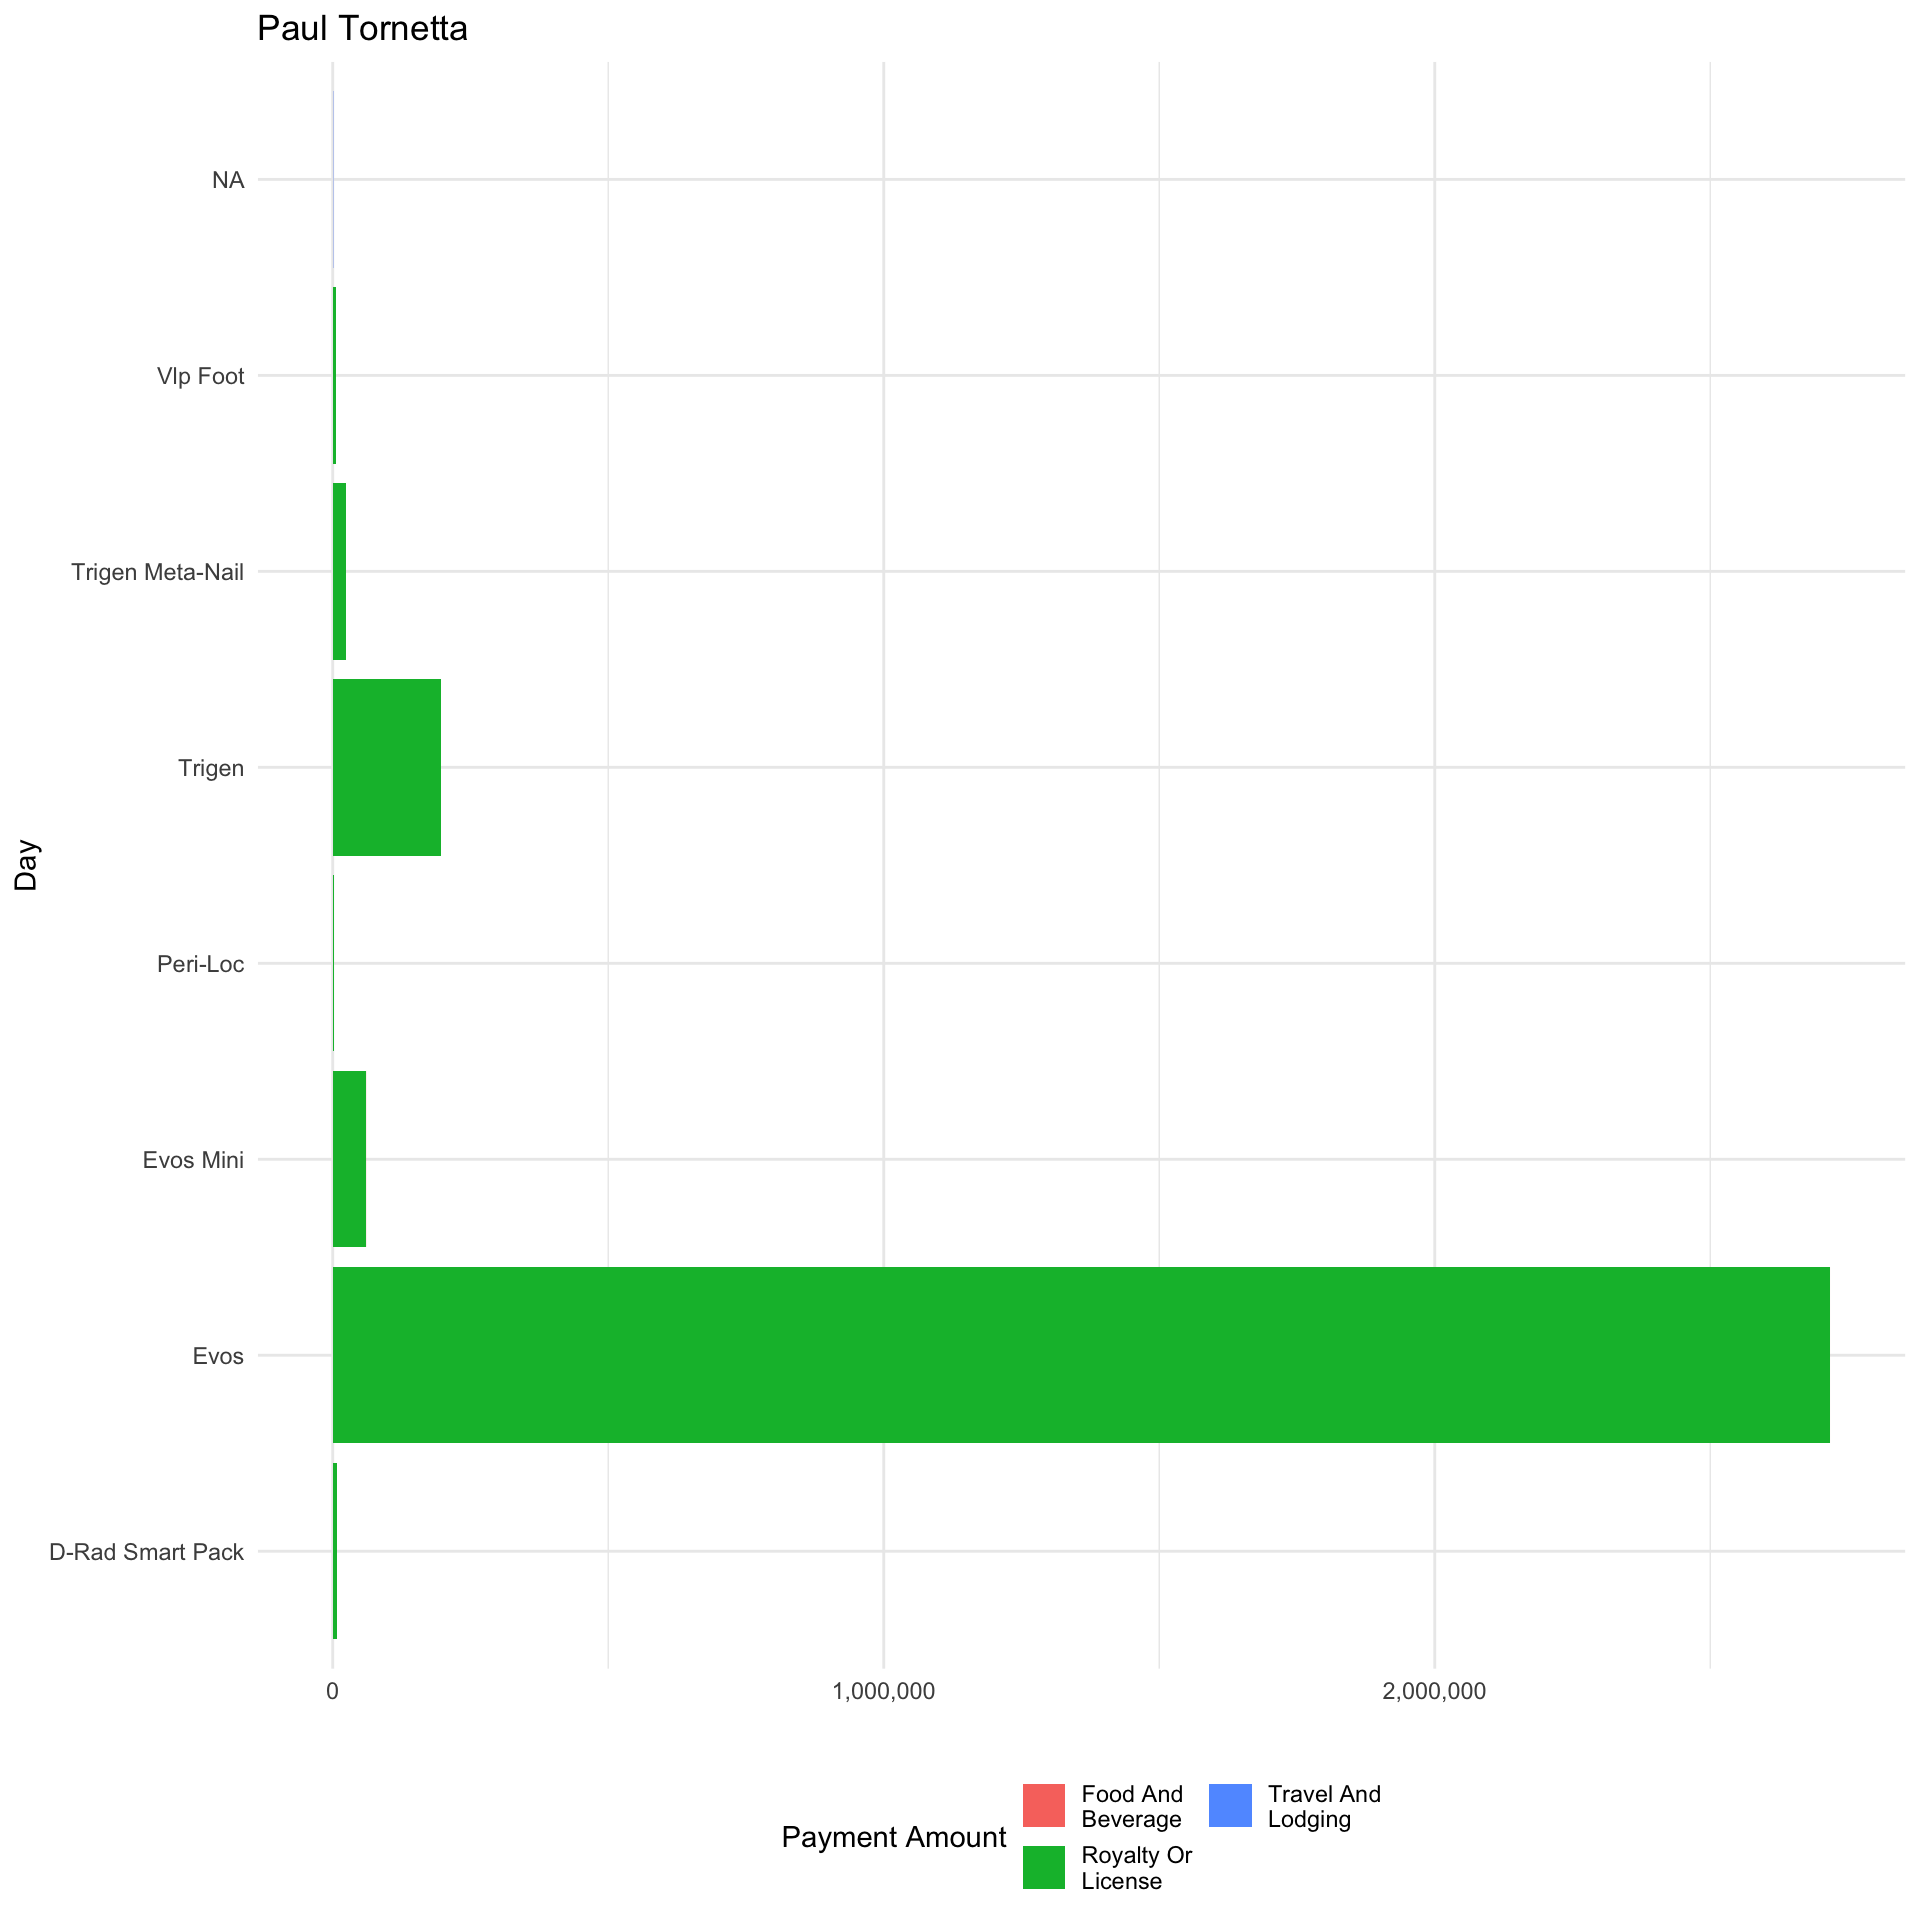 Paul Tornetta
NA
Vlp Foot
Trigen Meta-Nail
Trigen
Peri-Loc
Evos Mini
Evos
D-Rad Smart Pack
Day
0
1,000,000
2,000,000
Payment Amount
Food And
Beverage
Royalty Or
License
Travel And
Lodging